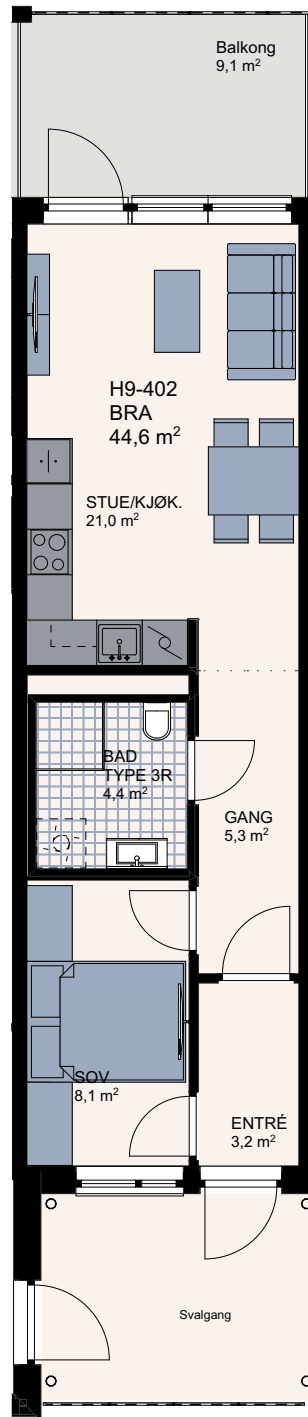 Balkong
9,1 m²
H9-402
BRA
44,6 m²
STUE/KJØK.
21,0 m²
BAD
TYPE 3R
4,4 m²
GANG
5,3 m²
SOV
8,1 m²
ENTRÉ
3,2 m²
Svalgang